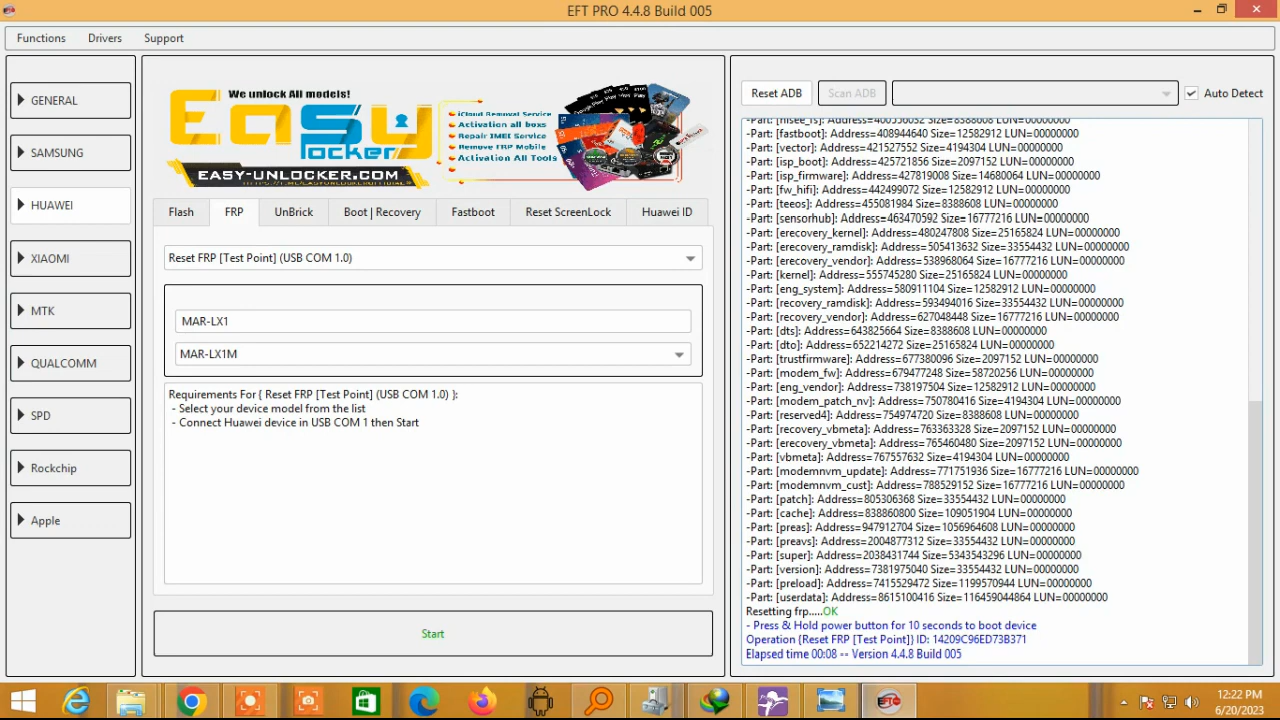 EFT PRO 4.4.8 Build 005
Functions
Drivers
Support
GENERAL
SAMSUNG
HUAWEI
XIAOMI
MTK
QUALCOMM
SPD
Rockchip
Apple
We unlock All models!
Easy
locker
EASY-UNLOCKER.COM
iCloud Removal Service
Activation all boxs
Repair IMEI Service
Remove FRP Mobile
Activation All Tools
Flash
FRP
UnBrick
Boot | Recovery
Fastboot
Reset ScreenLock
Huawei ID
Reset FRP [Test Point] (USB COM 1.0)
MAR-LX1
MAR-LX1M
Requirements For { Reset FRP [Test Point] (USB COM 1.0) };
- Select your device model from the list
- Connect Huawei device in USB COM 1 then Start
Start
Reset ADB
Scan ADB
Auto Detect
-Part: [fastboot]: Address=408944640 Size=12582912 LUN=00000000
-Part: [vector]: Address=421527552 Size=4194304 LUN=00000000
-Part: [isp_boot]: Address=425721856 Size=2097152 LUN=00000000
-Part: [isp_firmware]: Address=427819008 Size=14680064 LUN=00000000
-Part: [fw_hifi]: Address=442499072 Size=12582912 LUN=00000000
-Part: [teeos]: Address=455081984 Size=8388608 LUN=00000000
-Part: [sensorhub]: Address=463470592 Size=16777216 LUN=00000000
-Part: [erecovery_kernel]: Address=480247808 Size=25165824 LUN=00000000
-Part: [erecovery_ramdisk]: Address=505413632 Size=33554432 LUN=00000000
-Part: [erecovery_vendor]: Address=538968064 Size=16777216 LUN=00000000
-Part: [kernel]: Address=555745280 Size=25165824 LUN=00000000
-Part: [eng_system]: Address=580911104 Size=12582912 LUN=00000000
-Part: [recovery_ramdisk]: Address=593494016 Size=33554432 LUN=00000000
-Part: [recovery_vendor]: Address=627048448 Size=16777216 LUN=00000000
-Part: [dts]: Address=643825664 Size=8388608 LUN=00000000
-Part: [dto]: Address=652214272 Size=25165824 LUN=00000000
-Part: [trustfirmware]: Address=677380096 Size=2097152 LUN=00000000
-Part: [modem_fw]: Address=679477248 Size=58720256 LUN=00000000
-Part: [eng_vendor]: Address=738197504 Size=12582912 LUN=00000000
-Part: [modem_patch_nv]: Address=750780416 Size=4194304 LUN=00000000
-Part: [reserved4]: Address=754974720 Size=8388608 LUN=00000000
-Part: [recovery_vbmeta]: Address=763363328 Size=2097152 LUN=00000000
-Part: [erecovery_vbmeta]: Address=765460480 Size=2097152 LUN=00000000
-Part: [vbmeta]: Address=767557632 Size=4194304 LUN=00000000
-Part: [modemnvm_update]: Address=771751936 Size=16777216 LUN=00000000
-Part: [modemnvm_cust]: Address=788529152 Size=16777216 LUN=00000000
-Part: [patch]: Address=805306368 Size=33554432 LUN=00000000
-Part: [cache]: Address=838860800 Size=109051904 LUN=00000000
-Part: [preas]: Address=947912704 Size=1056964608 LUN=00000000
-Part: [preavs]: Address=2004877312 Size=33554432 LUN=00000000
-Part: [super]: Address=2038431744 Size=5343543296 LUN=00000000
-Part: [version]: Address=7381975040 Size=33554432 LUN=00000000
-Part: [preload]: Address=7415529472 Size=1199570944 LUN=00000000
-Part: [userdata]: Address=8615100416 Size=116459044864 LUN=00000000
Resetting frp.....OK
- Press & Hold power button for 10 seconds to boot device
Operation {Reset FRP [Test Point]} ID: 14209C96ED73B371
Elapsed time 00:08 -- Version 4.4.8 Build 005
12:22 PM
6/20/2023